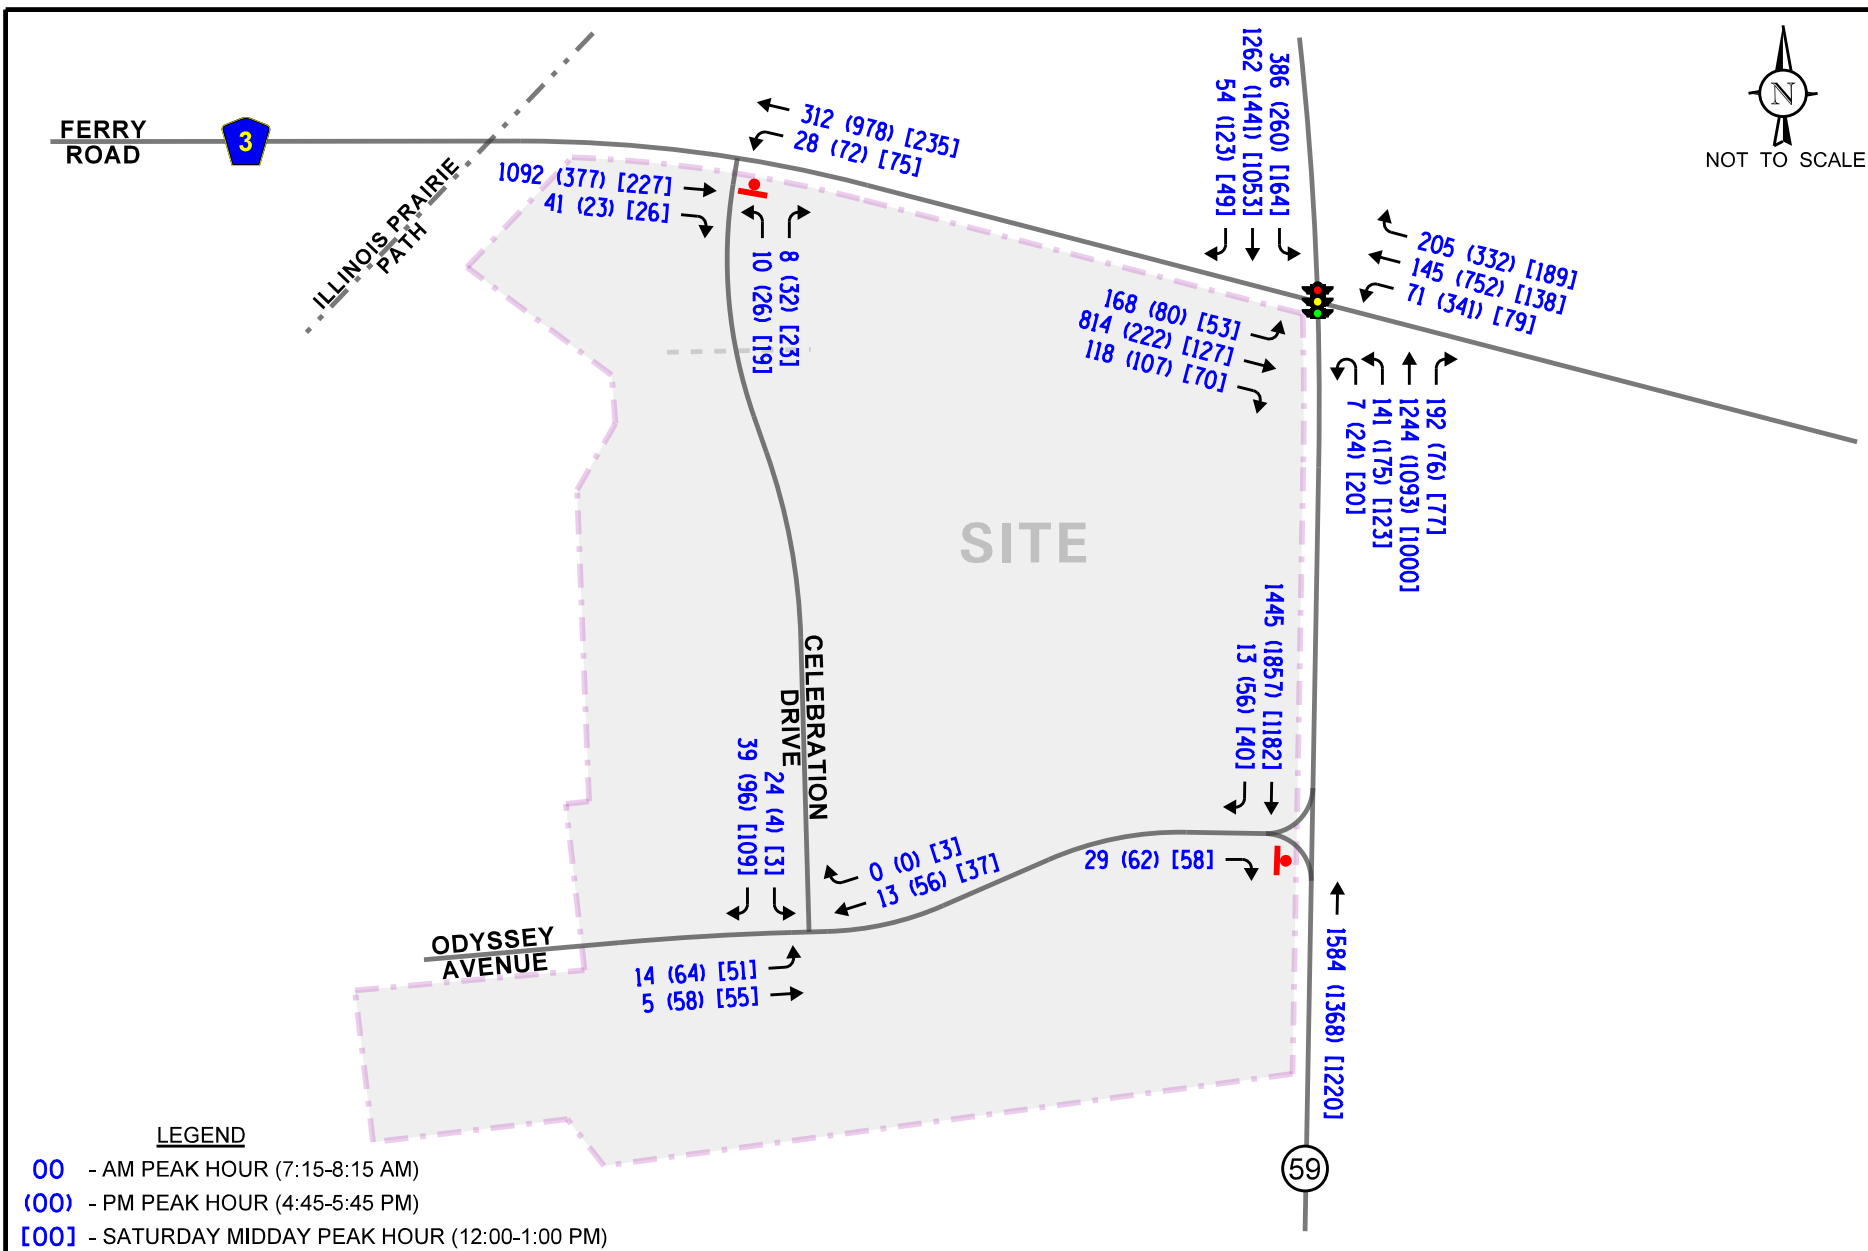 FERRY
ROAD
3
ILLINOIS PRAIRIE
PATH
312 (978) [235]
28 (72) [75]
1092 (377) [227]
41 (23) [26]
8 (32) [23]
10 (26) [19]
386 (260) [164]
1262 (1441) [1053]
54 (123) [49]
N
NOT TO SCALE
205 (332) [189]
145 (752) [138]
71 (341) [79]
168 (80) [53]
814 (222) [127]
118 (107) [70]
192 (76) [77]
1244 (1093) [1000]
141 (175) [123]
7 (24) [20]
SITE
1445 (1857) [1182]
13 (56) [40]
CELEBRATION
DRIVE
24 (4) [3]
39 (96) [109]
0 (0) [3]
13 (56) [37]
29 (62) [58]
ODYSSEY
AVENUE
14 (64) [51]
5 (58) [55]
1584 (1368) [1220]
59
LEGEND
00 - AM PEAK HOUR (7:15-8:15 AM)
(00) - PM PEAK HOUR (4:45-5:45 PM)
[00] - SATURDAY MIDDAY PEAK HOUR (12:00-1:00 PM)